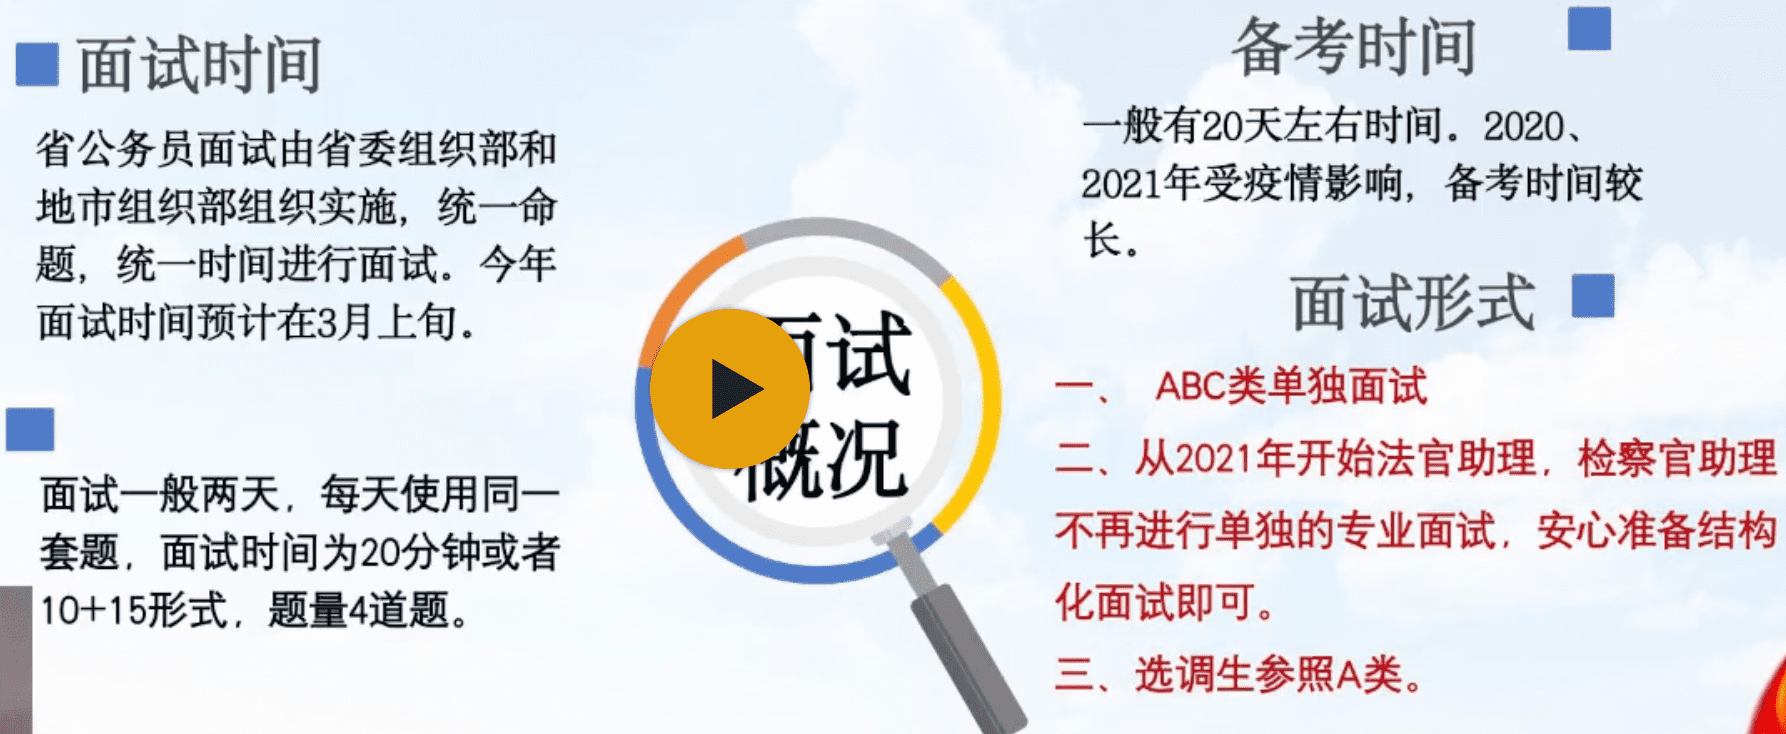 面试时间
省公务员面试由省委组织部和
地市组织部组织实施，统一命
题，统一时间进行面试。今年
面试时间预计在3月上旬。
面试一般两天，每天使用同一
套题，面试时间为20分钟或者
10+15形式，题量4道题。
面试
概况
备考时间
一般有20天左右时间。2020、
2021年受疫情影响，备考时间较
长。
面试形式
一、 ABC类单独面试
二、从2021年开始法官助理，检察官助理
不再进行单独的专业面试，安心准备结构
化面试即可。
三、选调生参照A类。